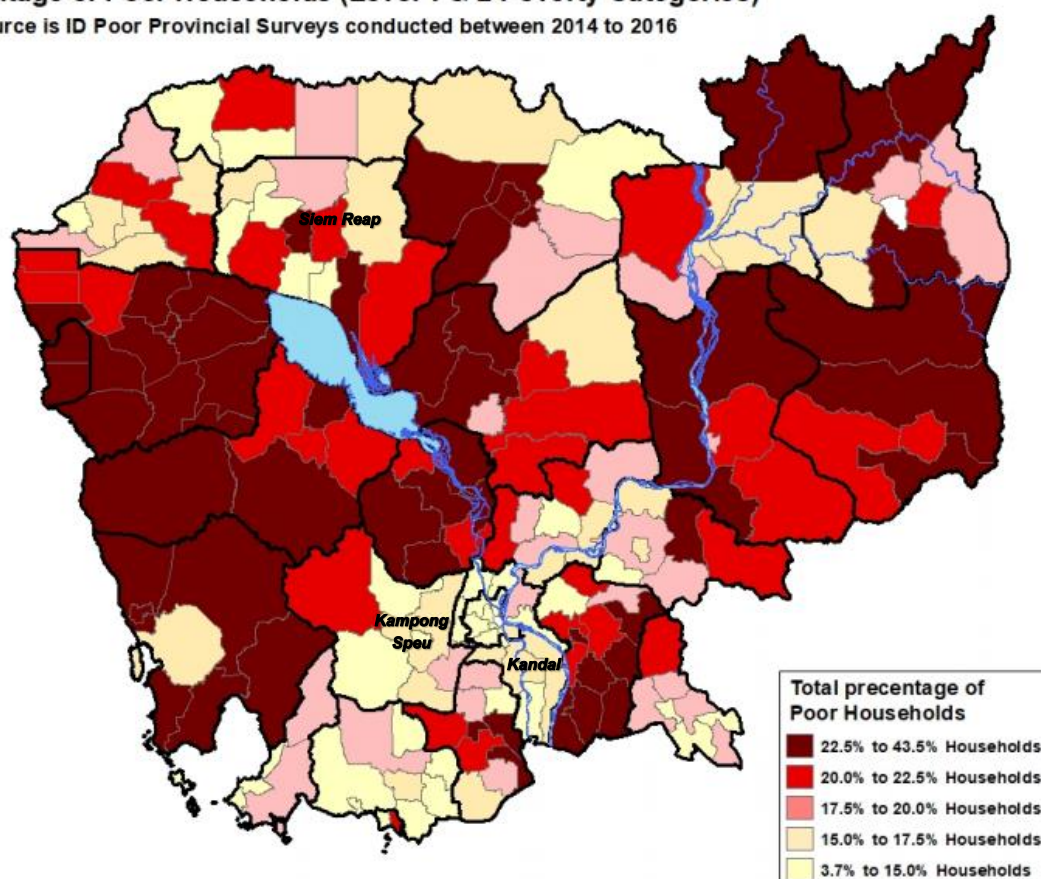 urce is ID Poor Provincial Surveys conducted between 2014 to 2016
Siem Reap
Kampong
Speu
Kandal
Total precentage of
Poor Households
22.5% to 43.5% Households
20.0% to 22.5% Households
17.5% to 20.0% Households
15.0% to 17.5% Households
3.7% to 15.0% Households